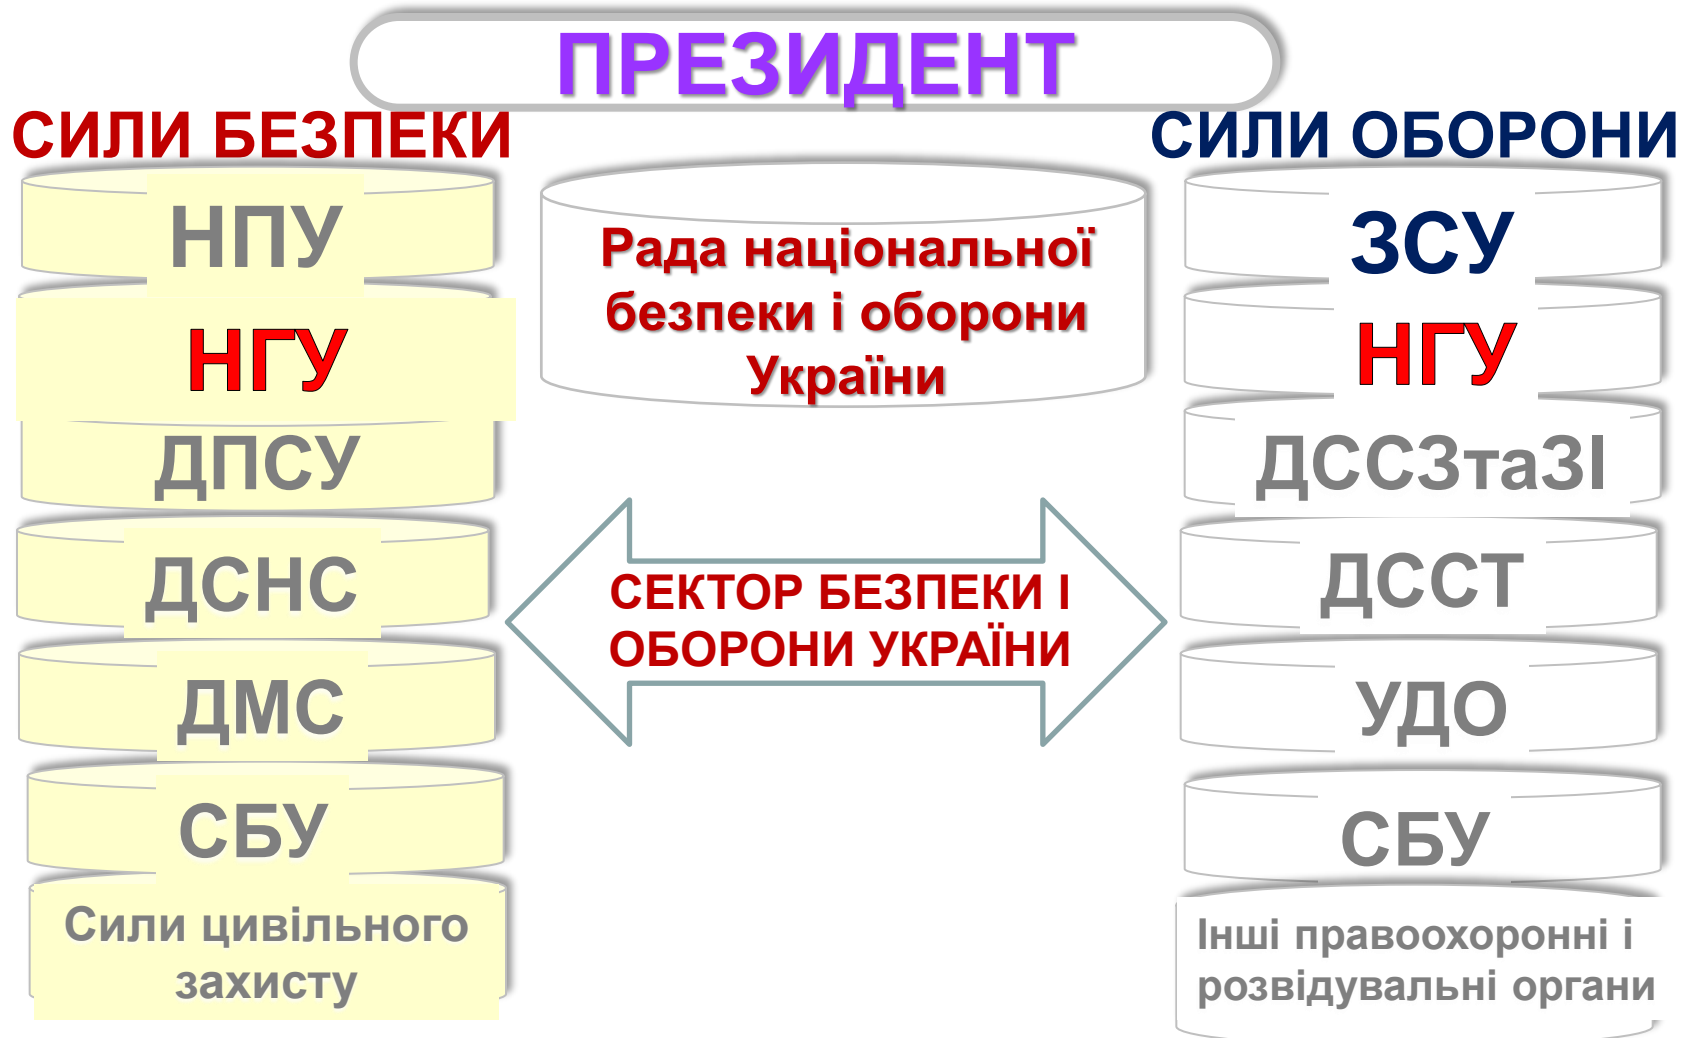 ПРЕЗИДЕНТ
СИЛИ БЕЗПЕКИ
НПУ
НГУ
ДПСУ
ДСНС
ДМС
СБУ
Сили цивільного
захисту
Рада національної
безпеки і оборони
України
СЕКТОР БЕЗПЕКИ І
ОБОРОНИ УКРАЇНИ
СИЛИ ОБОРОНИ
ЗСУ
НГУ
ДССЗтаЗІ
ДССТ
УДО
СБУ
Інші правоохоронні і
розвідувальні органи